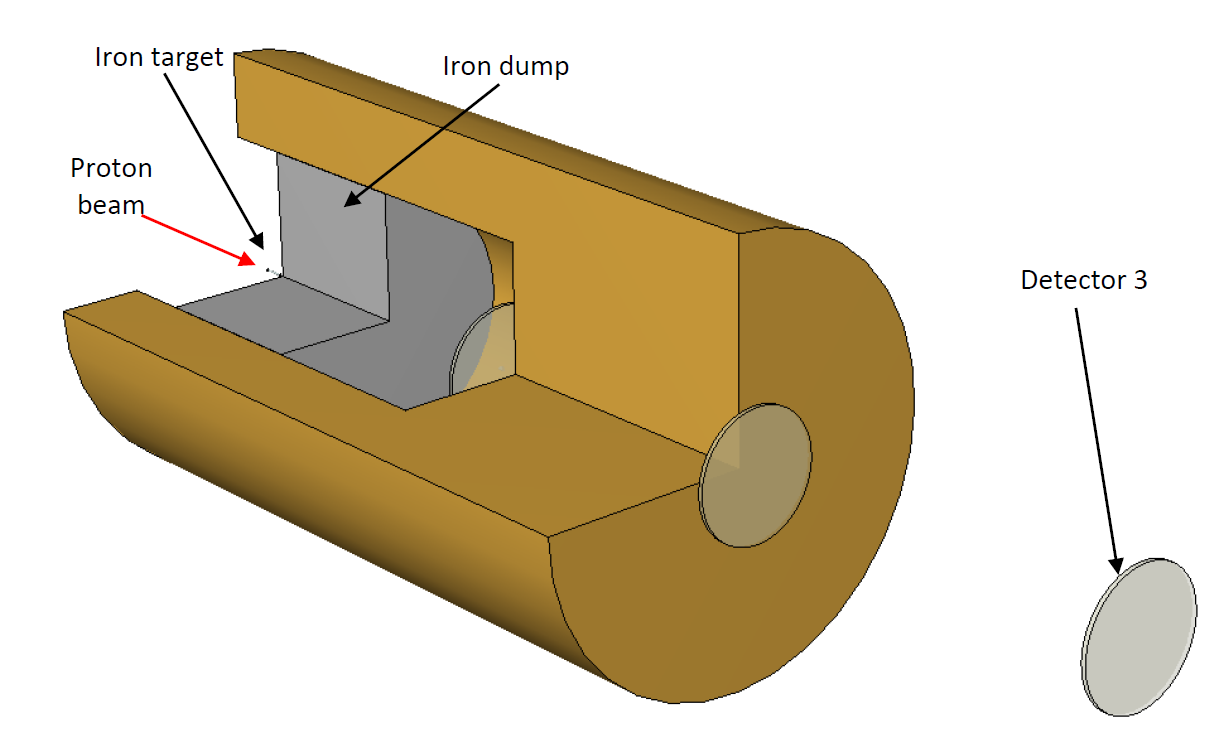 Iron target
Iron dump
Proton
beam
Detector 3